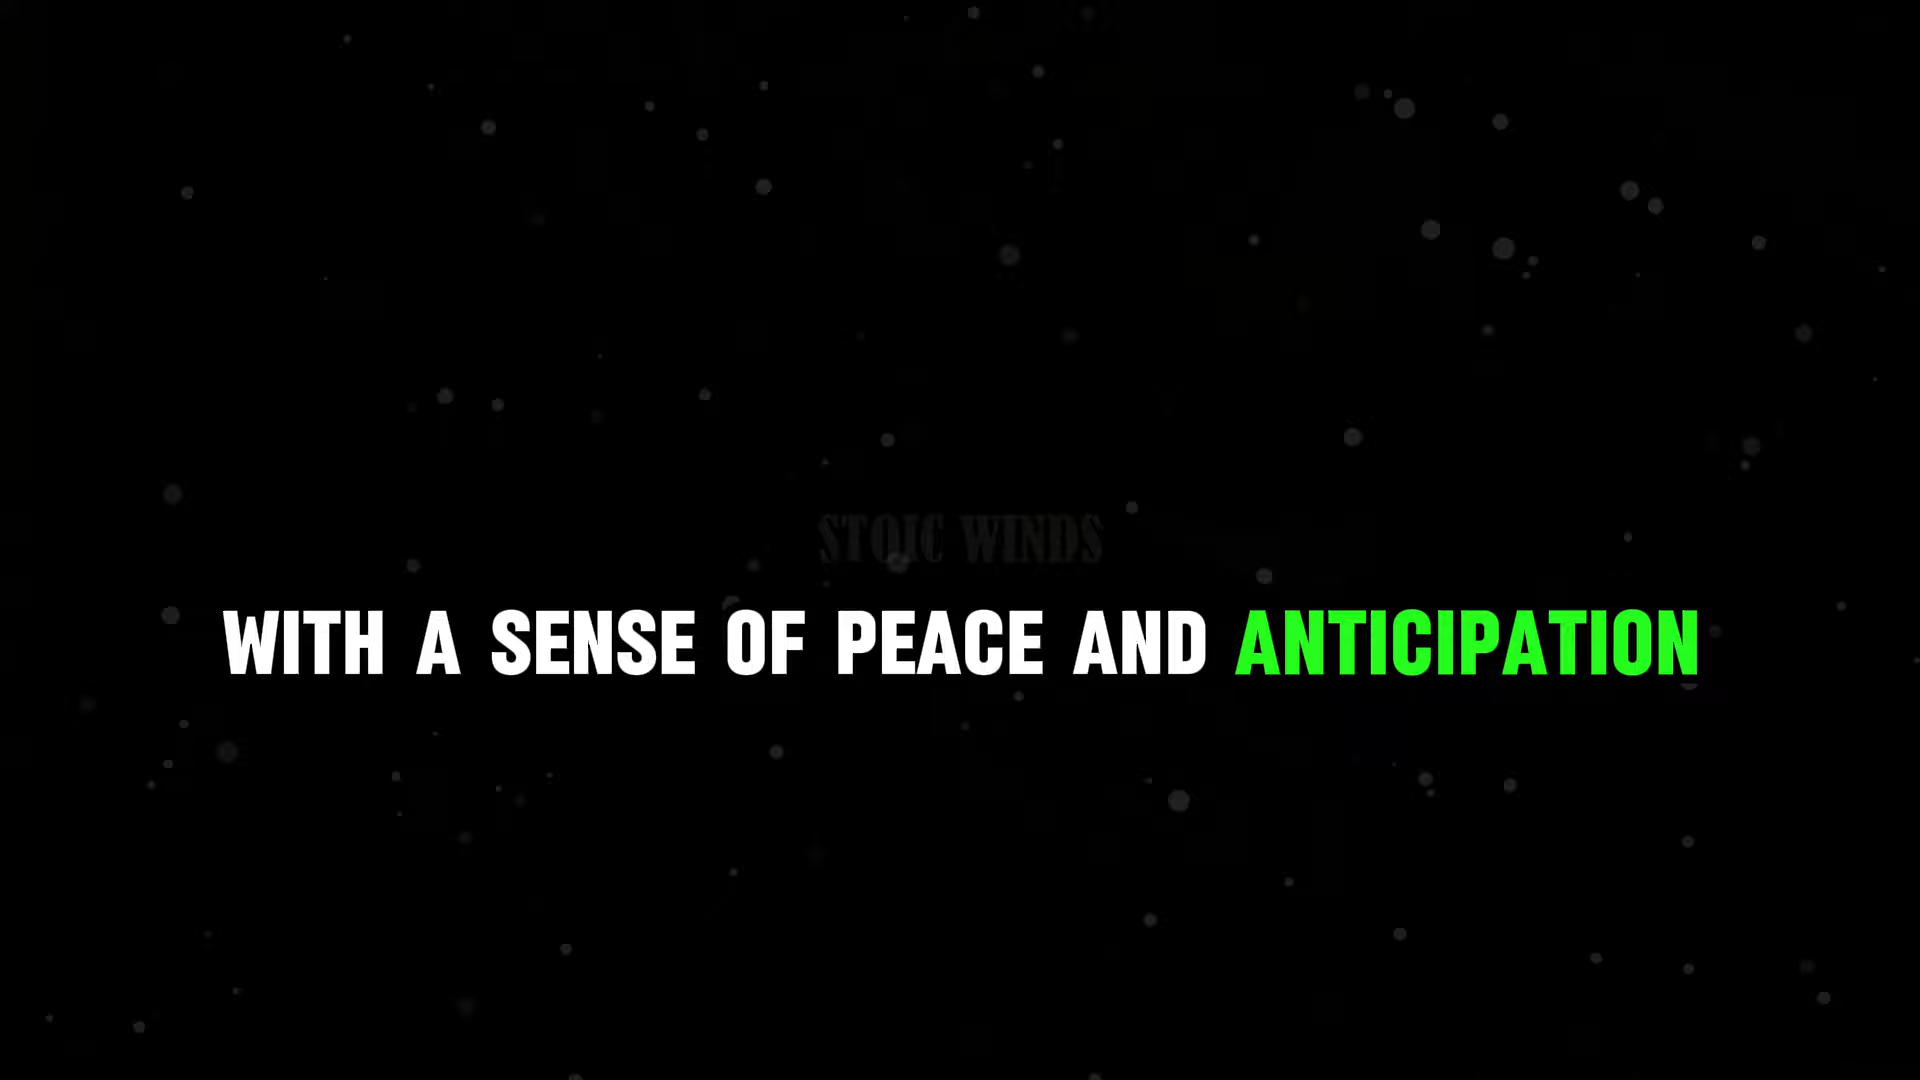 STOIC WINDS
WITH A SENSE OF PEACE AND ANTICIPATION